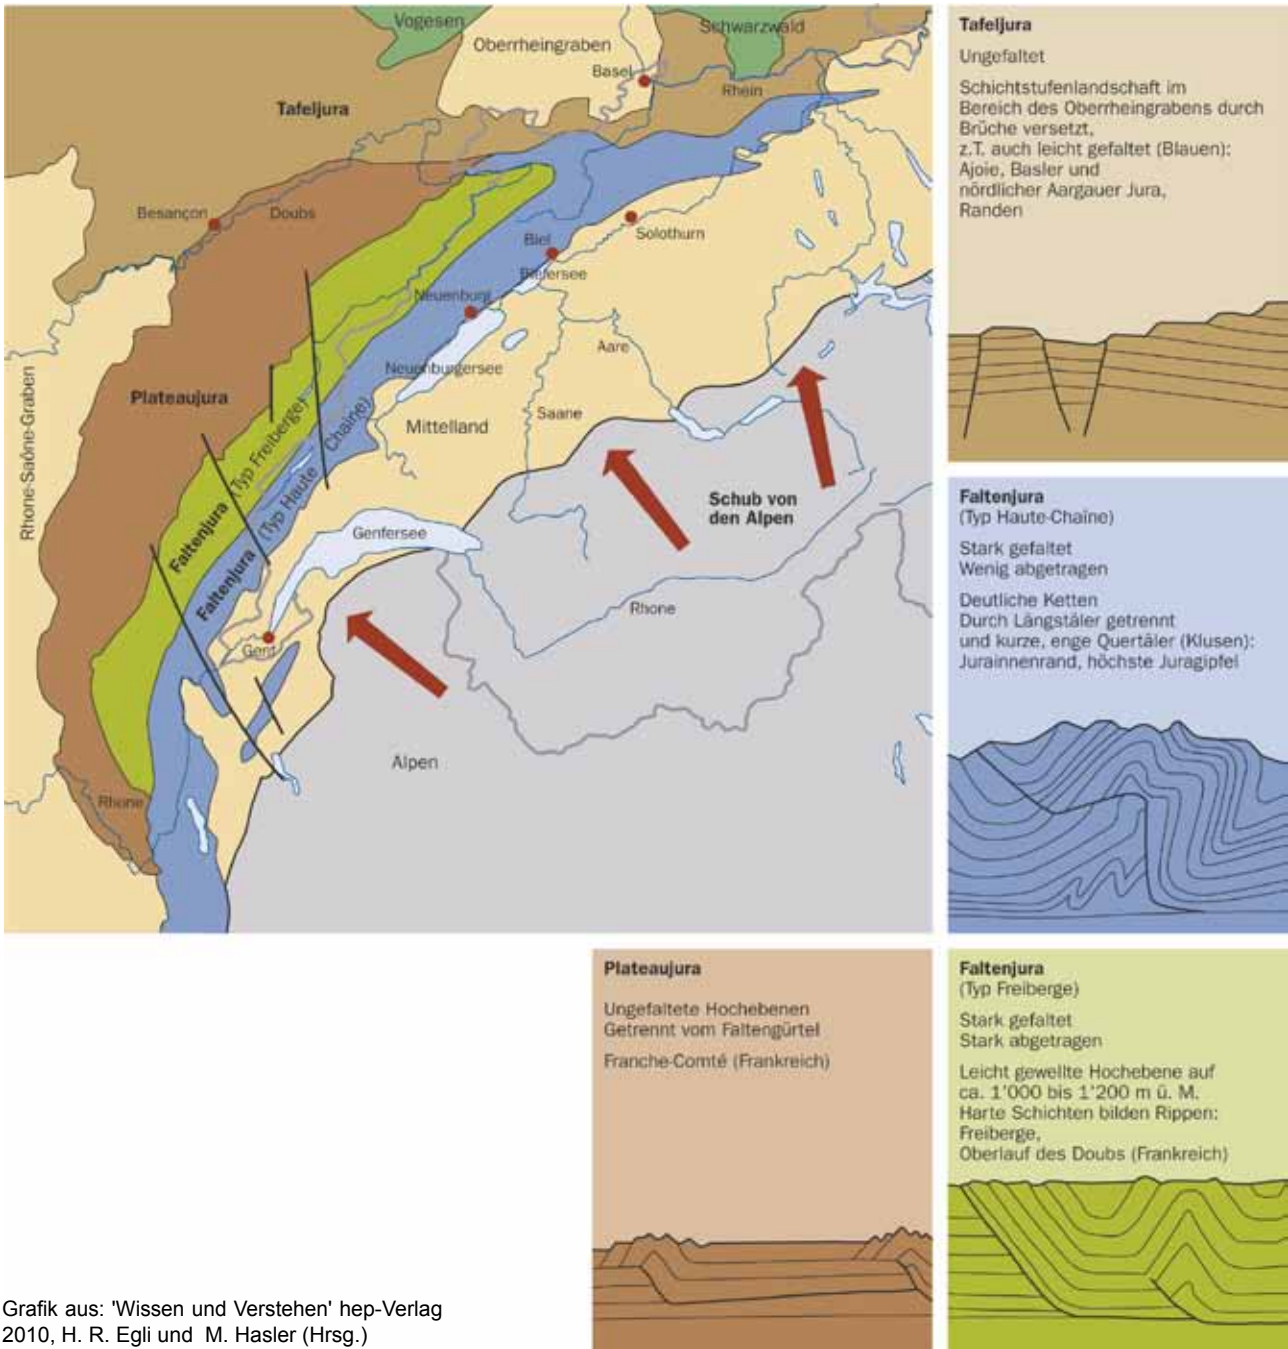 Vogesen
Oberrheingraben
Schwarzwald
Basel
Rhein
Tafeljura
Besançon
Doubs
Biel
Solothurn
Bielersee
Neuenburg
Neuenburgersee
Aare
Rhone-Saône-Graben
Plateaujura
Mittelland
Saane
Faltenjura (Typ Freiberge)
Faltenjura (Typ Haute Chaîne)
Schub von
den Alpen
Genfersee
Rhone
Genf
Alpen
Rhone
Tafeljura
Ungefaltet
Schichtstufenlandschaft im
Bereich des Oberrheingrabens durch
Brüche versetzt,
z.T. auch leicht gefaltet (Blauen):
Ajoie, Basler und
nördlicher Aargauer Jura,
Randen
Faltenjura
(Typ Haute-Chaîne)
Stark gefaltet
Wenig abgetragen
Deutliche Ketten
Durch Längstäler getrennt
und kurze, enge Quertäler (Klusen):
Jurainnenrand, höchste Juragipfel
Plateaujura
Ungefaltete Hochebenen
Getrennt vom Faltengürtel
Franche-Comté (Frankreich)
Faltenjura
(Typ Freiberge)
Stark gefaltet
Stark abgetragen
Leicht gewellte Hochebene auf
ca. 1'000 bis 1'200 m ü. M.
Harte Schichten bilden Rippen:
Freiberge,
Oberlauf des Doubs (Frankreich)
Grafik aus: 'Wissen und Verstehen' hep-Verlag
2010, H. R. Egli und M. Hasler (Hrsg.)